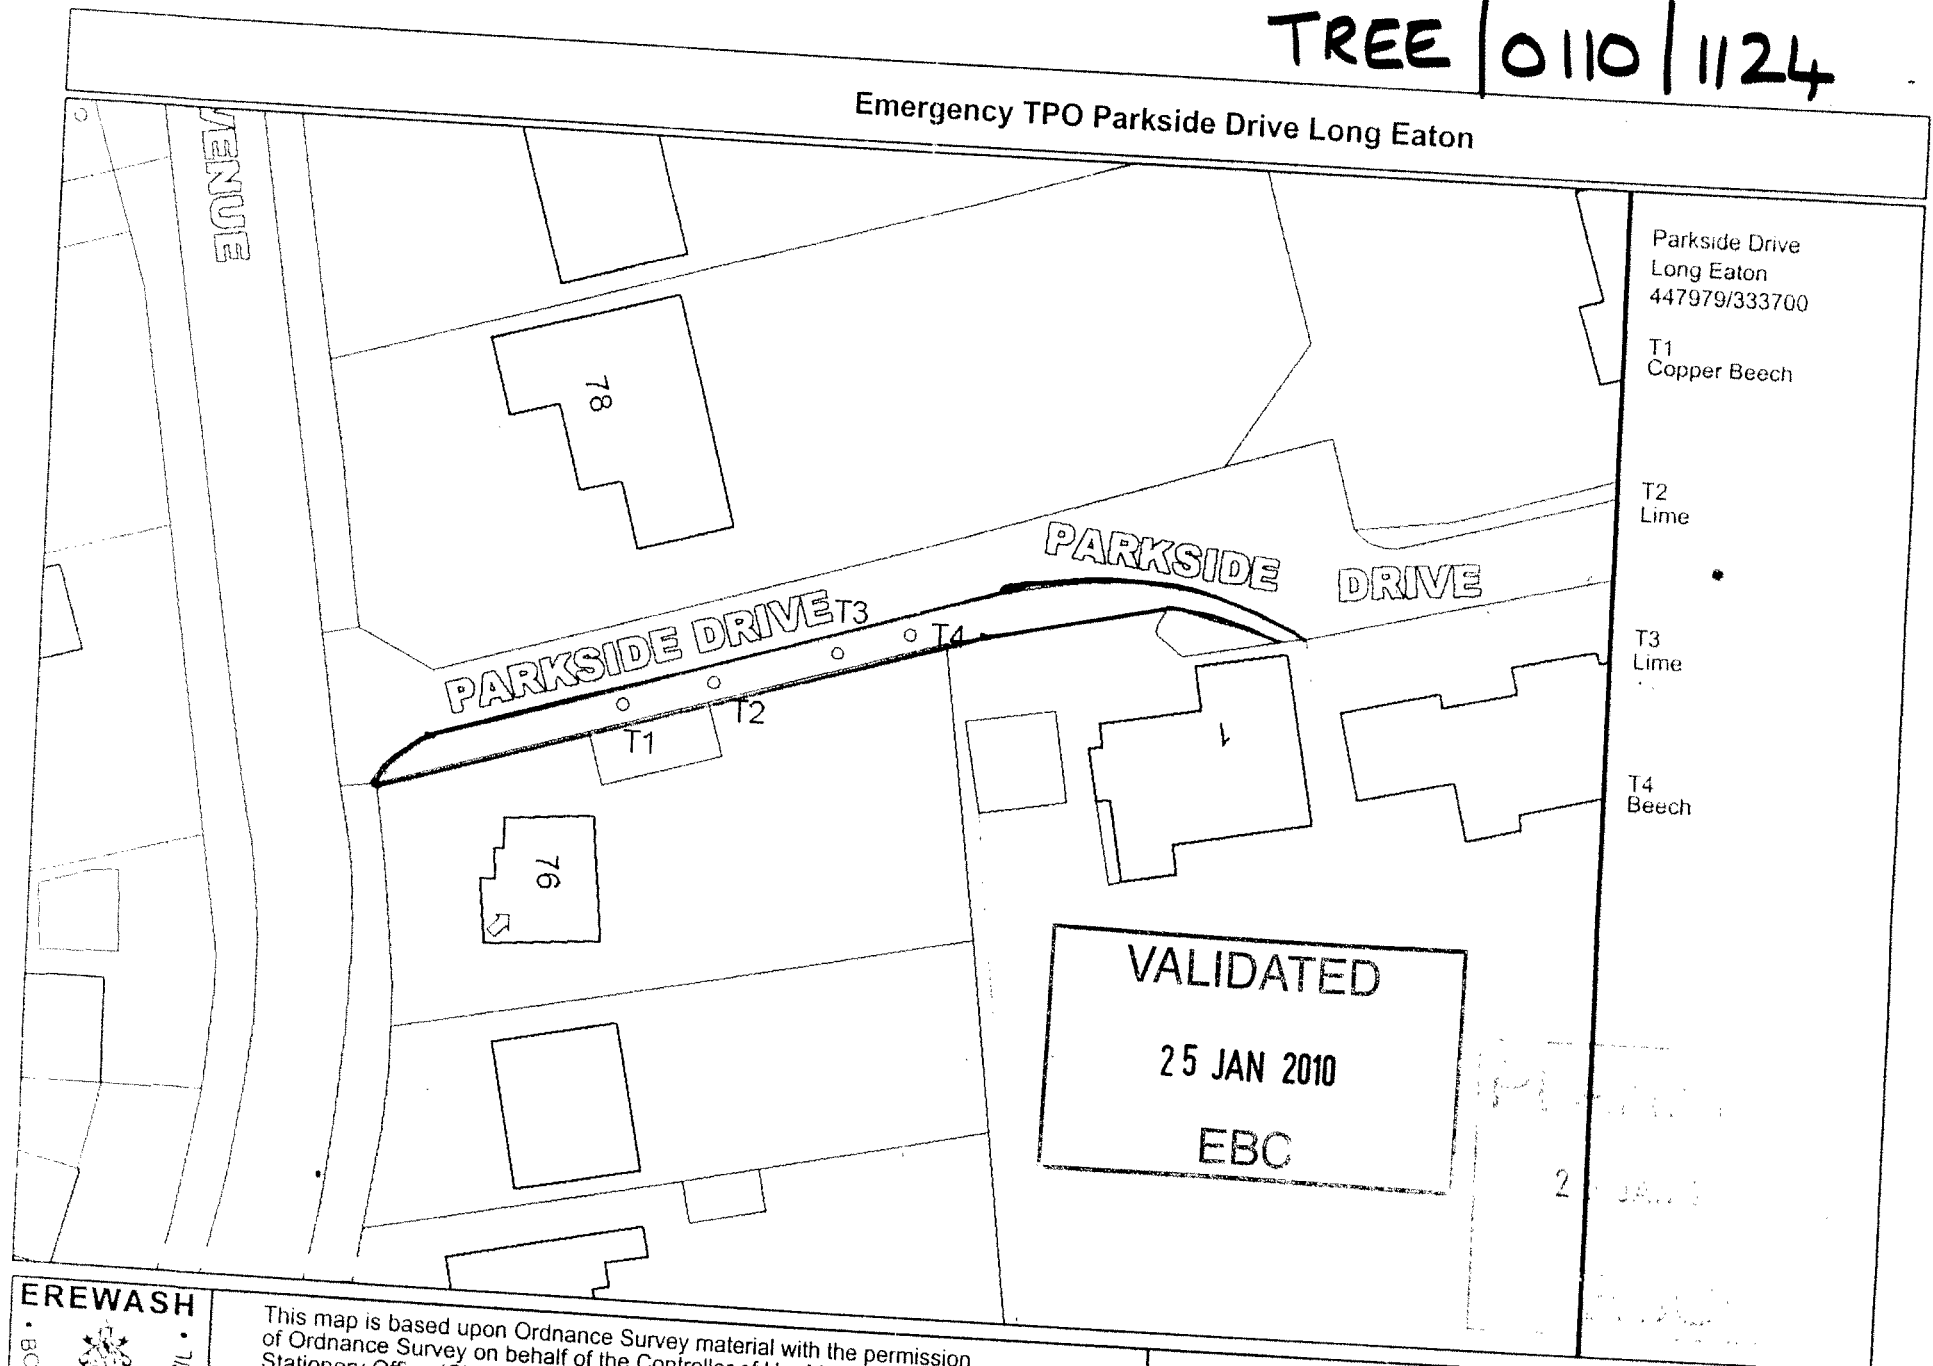 TREE/0110/1124
Emergency TPO Parkside Drive Long Eaton
VENUE
78
PARKSIDE DRIVE
PARKSIDE DRIVE
T3
T4
T2
T1
76
1
Parkside Drive
Long Eaton
447979/333700
T1
Copper Beech
T2
Lime
T3
Lime
T4
Beech
VALIDATED
25 JAN 2010
EBC
EREWASH
This map is based upon Ordnance Survey material with the permission
of Ordnance Survey on behalf of the Controller of